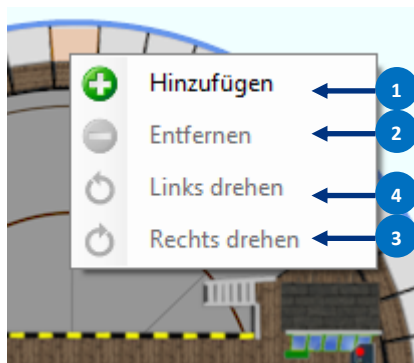 Hinzufügen 1
Entfernen 2
Links drehen 4
Rechts drehen 3